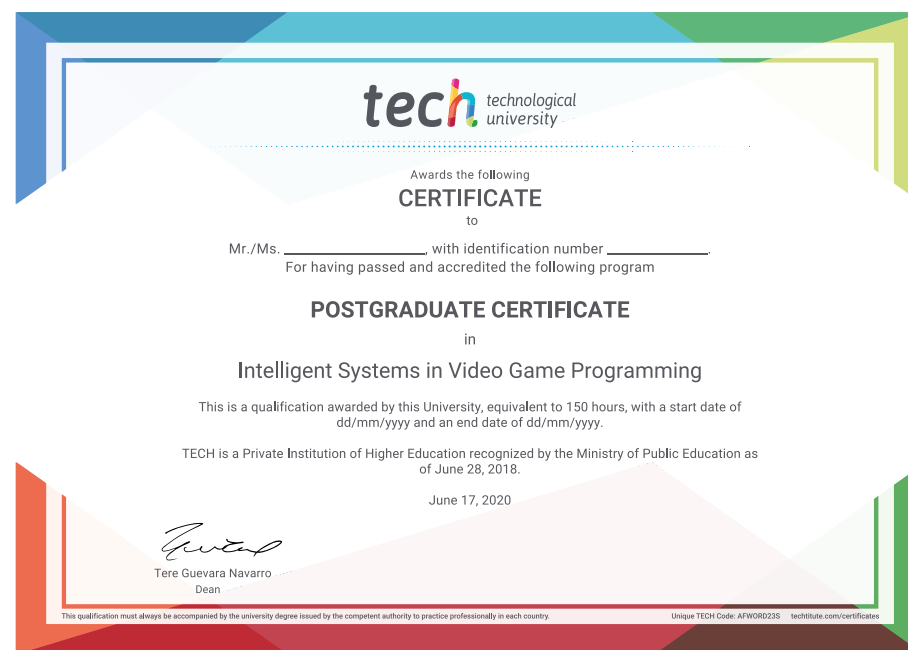 tech technological
university
Awards the following
CERTIFICATE
to
Mr./Ms. ____________, with identification number ____________.
For having passed and accredited the following program
POSTGRADUATE CERTIFICATE
in
Intelligent Systems in Video Game Programming
This is a qualification awarded by this University, equivalent to 150 hours, with a start date of
dd/mm/yyyy and an end date of dd/mm/yyyy.
TECH is a Private Institution of Higher Education recognized by the Ministry of Public Education as
of June 28, 2018.
June 17, 2020
Tere Guevara Navarro
Dean
This qualification must always be accompanied by the university degree issued by the competent authority to practice professionally in each country.
Unique TECH Code: AFWORD23S techtitute.com/certificates